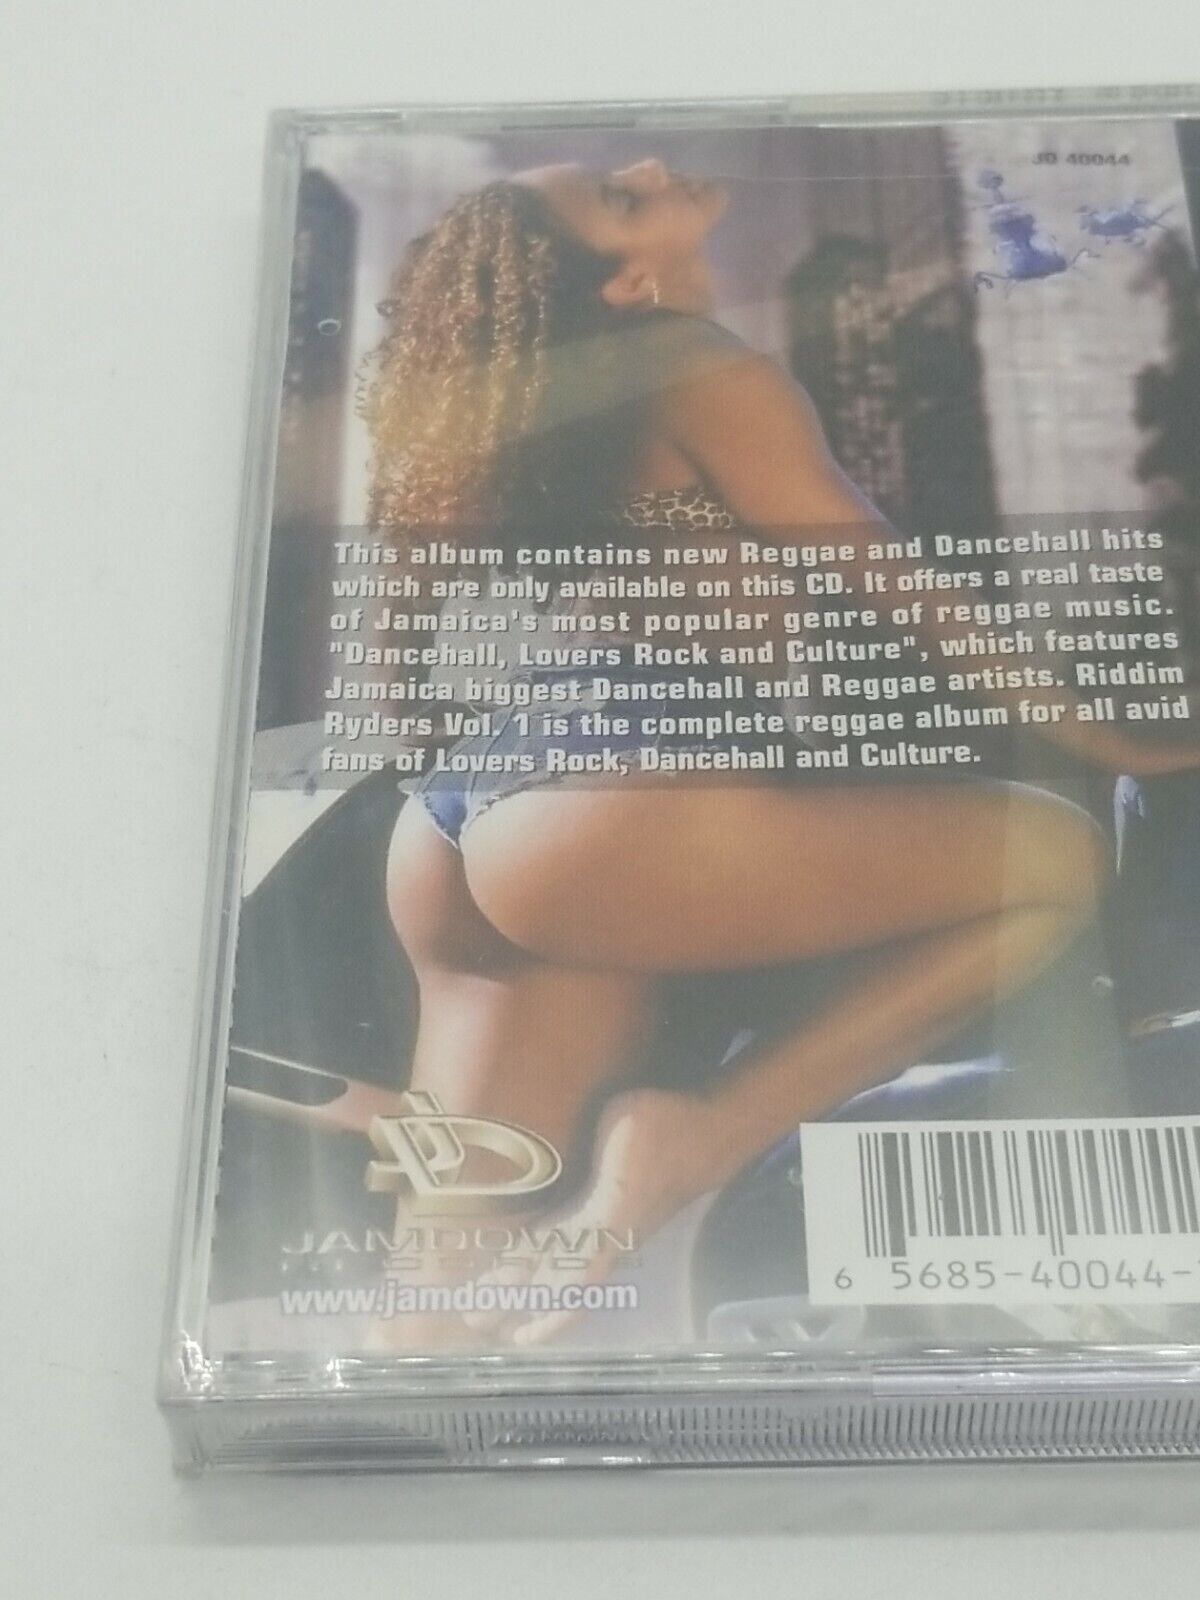 JD 40044
This album contains new Reggae and Dancehall hits
which are only available on this CD. It offers a real taste
of Jamaica's most popular genre of reggae music.
"Dancehall, Lovers Rock and Culture", which features
Jamaica biggest Dancehall and Reggae artists. Riddim
Ryders Vol. 1 is the complete reggae album for all avid
fans of Lovers Rock, Dancehall and Culture.
JD
JAMDOWN
RECORDS
www.jamdown.com
6 5685-40044-